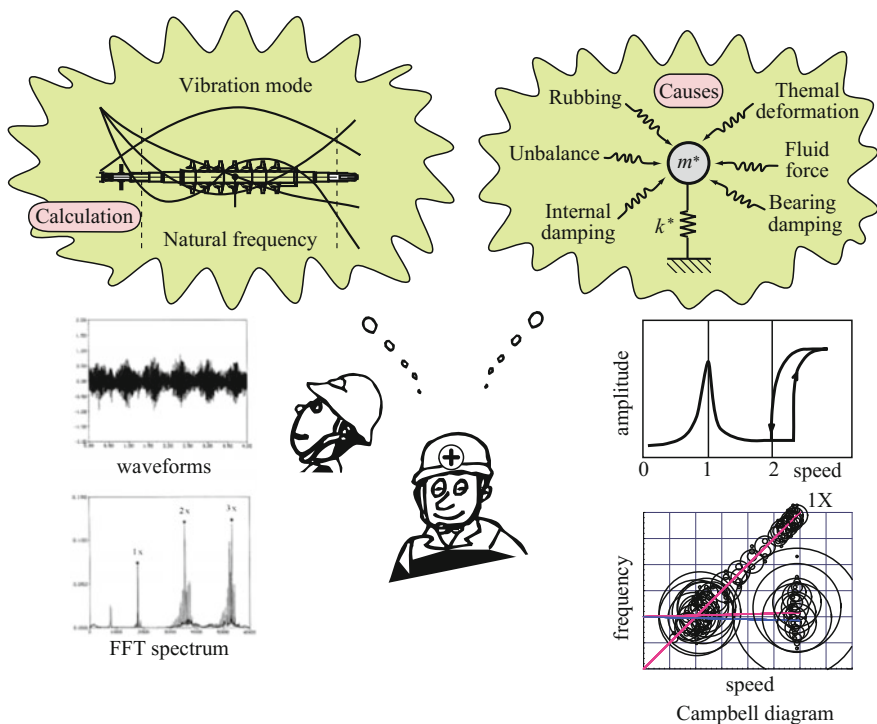 Vibration mode
Calculation
Natural frequency
Causes
Rubbing
Thermal
deformation
Unbalance
m*
Fluid
force
Internal
damping
k*
Bearing
damping
waveforms
amplitude
0
1
2
speed
1x
2x
3x
FFT spectrum
1X
frequency
speed
Campbell diagram